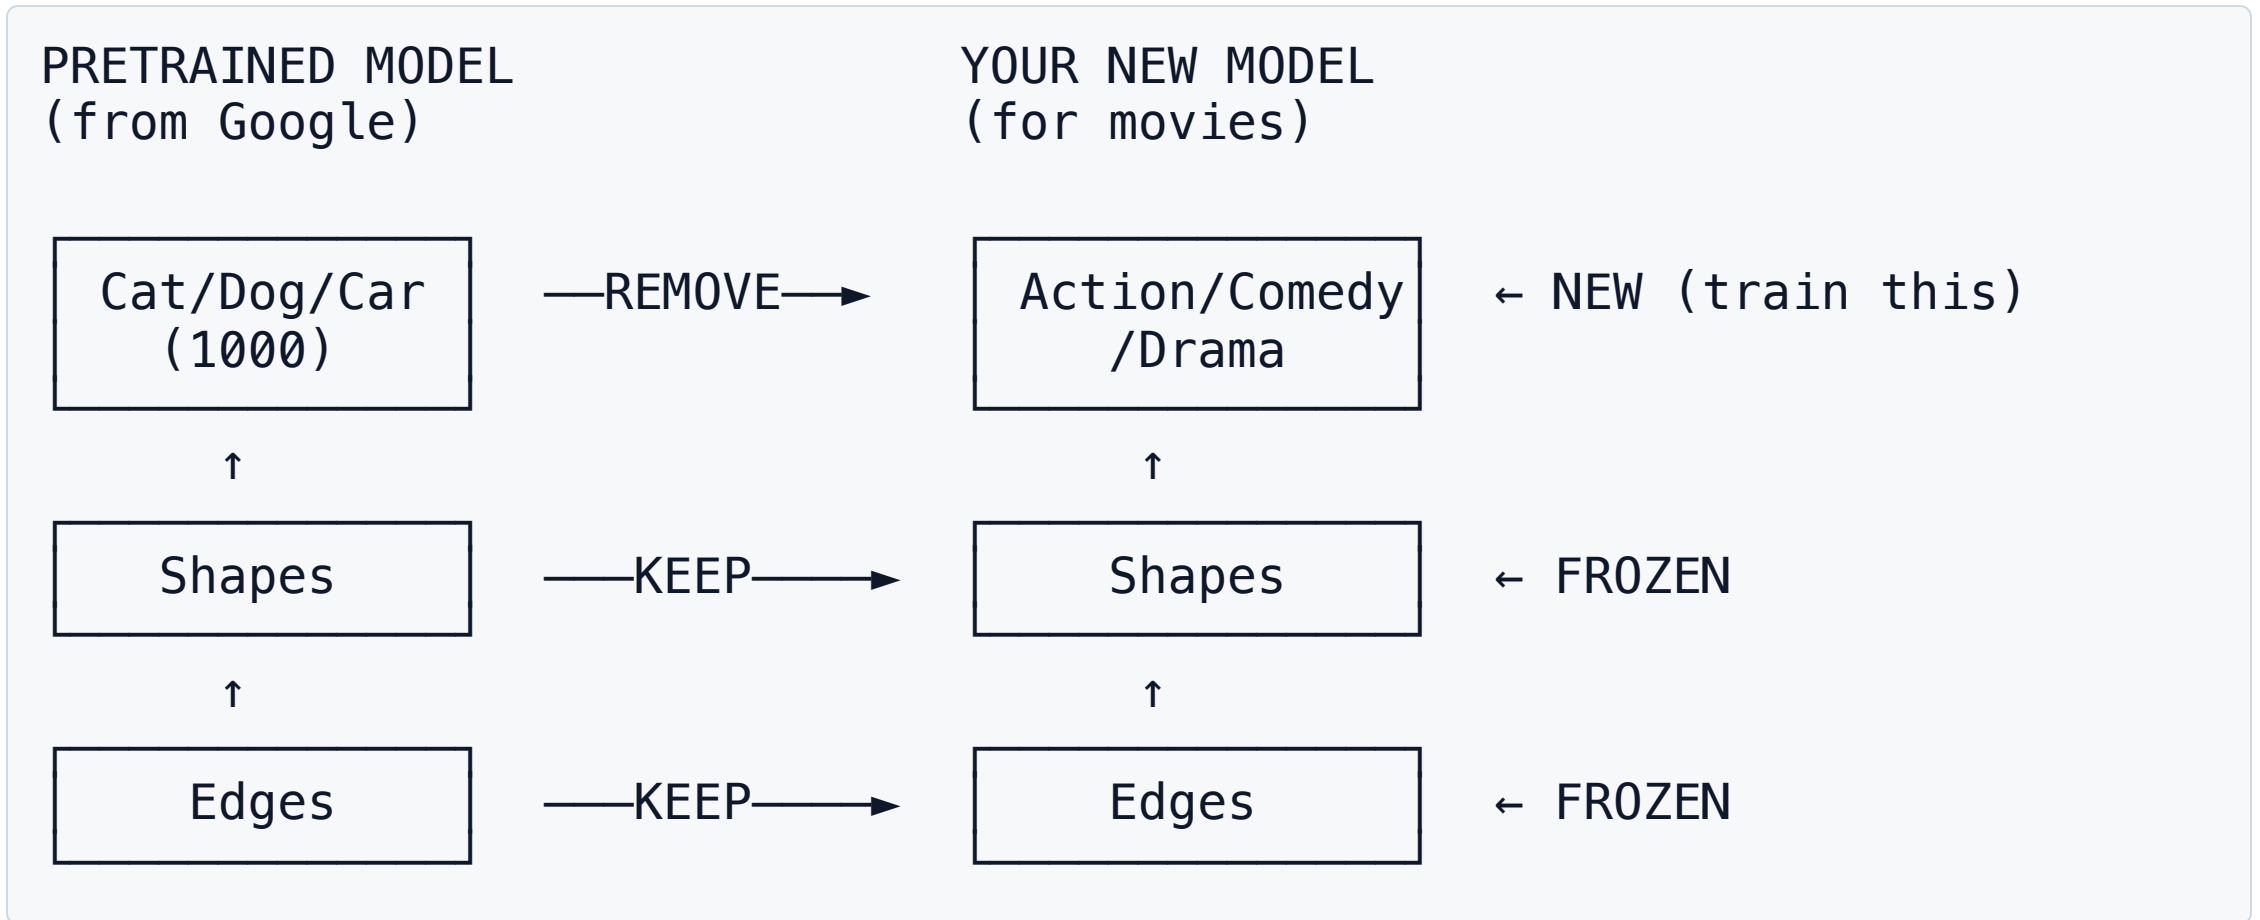 PRETRAINED MODEL YOUR NEW MODEL
(from Google) (for movies)
Cat/Dog/Car ──REMOVE──► Action/Comedy ← NEW (train this)
(1000) /Drama
↑ ↑
Shapes ───KEEP────► Shapes ← FROZEN
↑ ↑
Edges ───KEEP────► Edges ← FROZEN